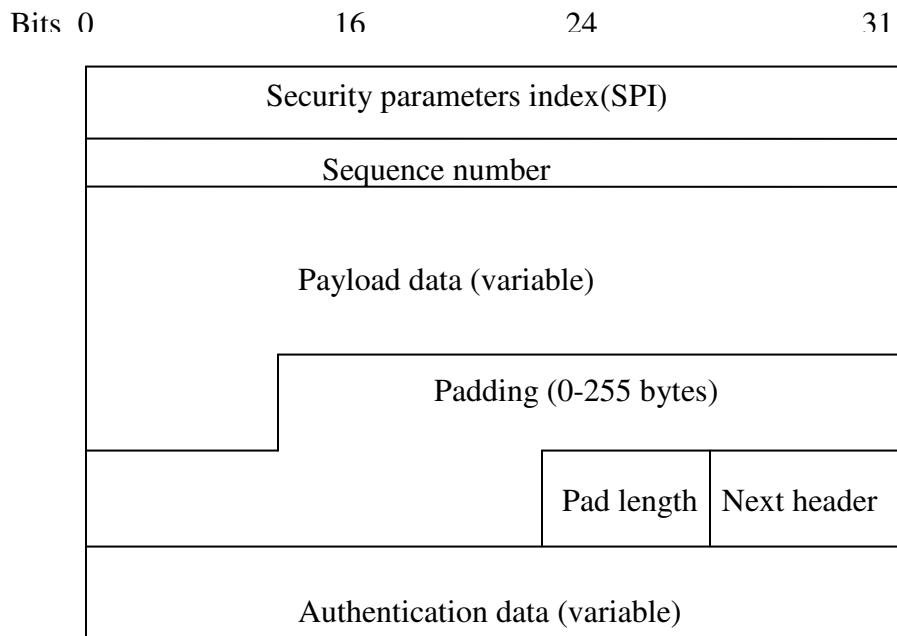 Bits 0 16 24 31
Security parameters index(SPI)
Sequence number
Payload data (variable)
Padding (0-255 bytes)
Pad length Next header
Authentication data (variable)